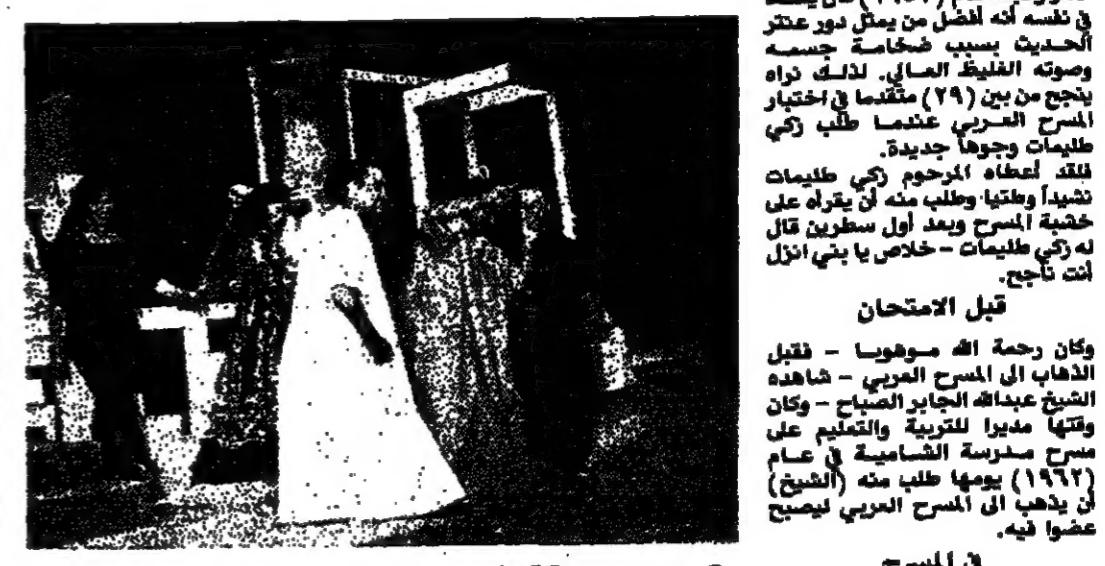 في نفسه أنه أفضل من يمثل دور عنتر
الحديث بسبب ضخامة جسمه
وصوته الغليظ العالي. لذلك نراه
ينجح من بين (٢٩) متقدما في اختبار
المسرح العربي عندما طلب زكي
طليمات وجوهاً جديدة.
فلقد أعطاه المرحوم زكي طليمات
نشيداً وطنيا وطلب منه أن يقرأه على
خشبة المسرح وبعد أول سطرين قال
له زكي طليمات - خلاص يا بني انزل
أنت ناجح.
قبل الامتحان
وكان رحمة الله موهوبا - فقبل
الذهاب الى المسرح العربي - شاهده
الشيخ عبدالله الجابر الصباح - وكان
وقتها مديرا للتربية والتعليم على
مسرح مدرسة الشامية في عام
(١٩٦٢) يومها طلب منه (الشيخ)
أن يذهب الى المسرح العربي ليصبح
عضوا فيه.
في المسرح